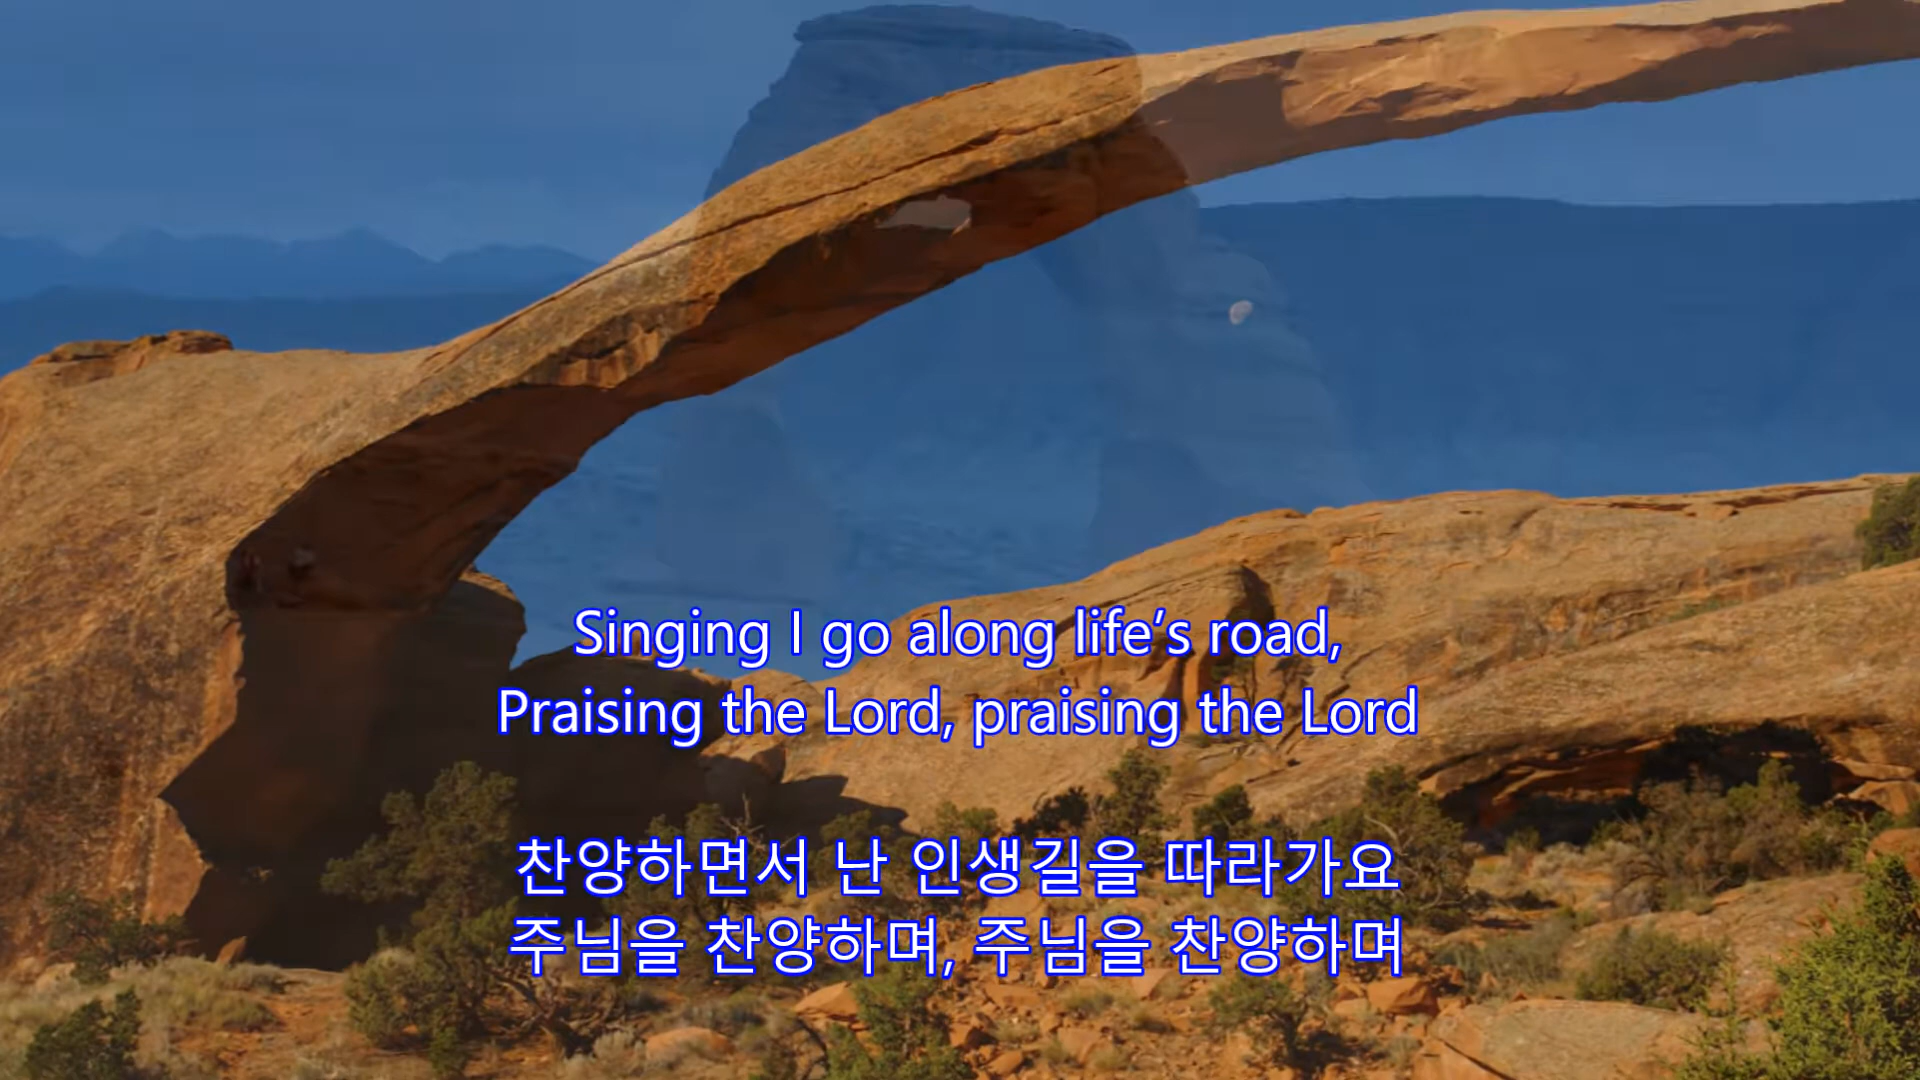 Singing I go along life’s road,
Praising the Lord, praising the Lord
찬양하면서 난 인생길을 따라가요
주님을 찬양하며, 주님을 찬양하며